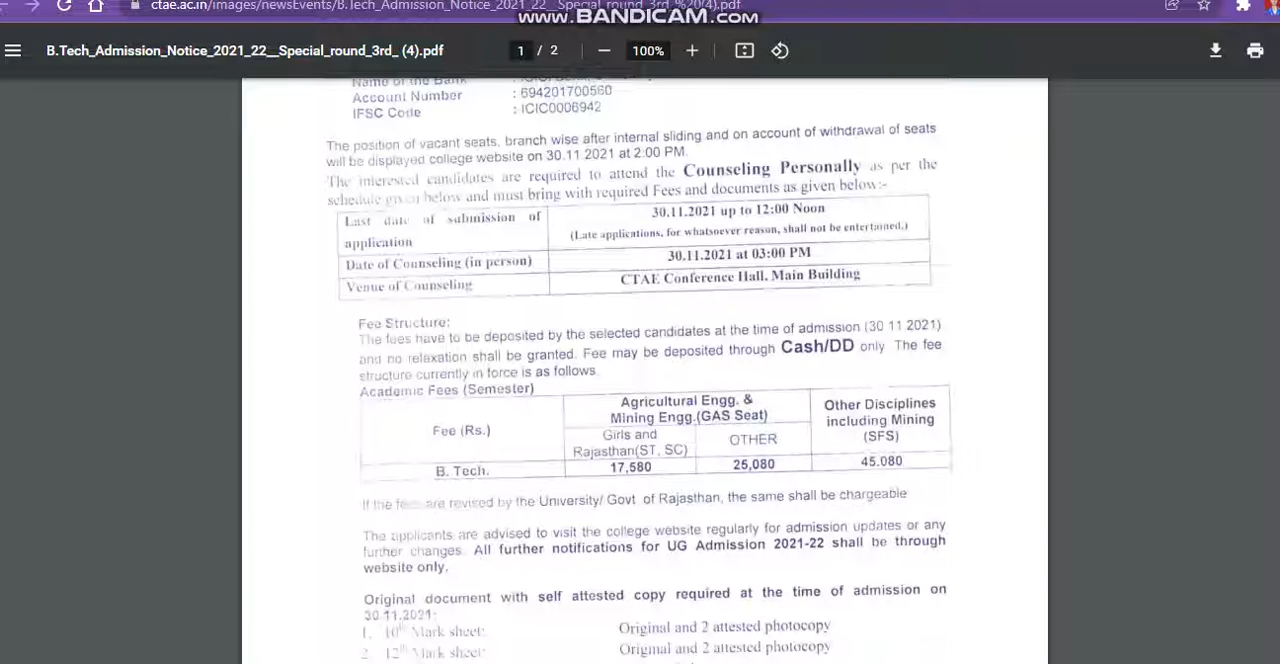 ctae.ac.in/images/newsEvents/B.Tech_Admission_Notice_2021_22__Special_round_3rd_%20(4).pdf
www.BANDICAM.com
B.Tech_Admission_Notice_2021_22__Special_round_3rd_ (4).pdf
1 / 2
100%
Name of the Bank
Account Number : 694201700560
IFSC Code : ICIC0006942
The position of vacant seats, branch wise after internal sliding and on account of withdrawal of seats
will be displayed college website on 30.11 2021 at 2:00 PM.
The interested candidates are required to attend the Counseling Personally as per the
schedule given below and must bring with required Fees and documents as given below:-
Last date of submission of application
30.11.2021 up to 12:00 Noon
(Late applications, for whatsoever reason, shall not be entertained.)
Date of Counseling (in person) 30.11.2021 at 03:00 PM
Venue of Counseling CTAE Conference Hall. Main Building
Fee Structure:
The fees have to be deposited by the selected candidates at the time of admission (30 11 2021)
and no relaxation shall be granted. Fee may be deposited through Cash/DD only The fee
structure currently in force is as follows
Academic Fees (Semester)
Fee (Rs.)
Agricultural Engg. &
Mining Engg.(GAS Seat)
Other Disciplines
including Mining
(SFS)
Girls and
Rajasthan(ST, SC)
OTHER
B. Tech. 17,580 25,080 45.080
If the fees are revised by the University/ Govt of Rajasthan, the same shall be chargeable
The applicants are advised to visit the college website regularly for admission updates or any
further changes. All further notifications for UG Admission 2021-22 shall be through
website only.
Original document with self attested copy required at the time of admission on
30.11.2021:
1. 10th Mark sheet: Original and 2 attested photocopy
2. 12th Mark sheet: Original and 2 attested photocopy